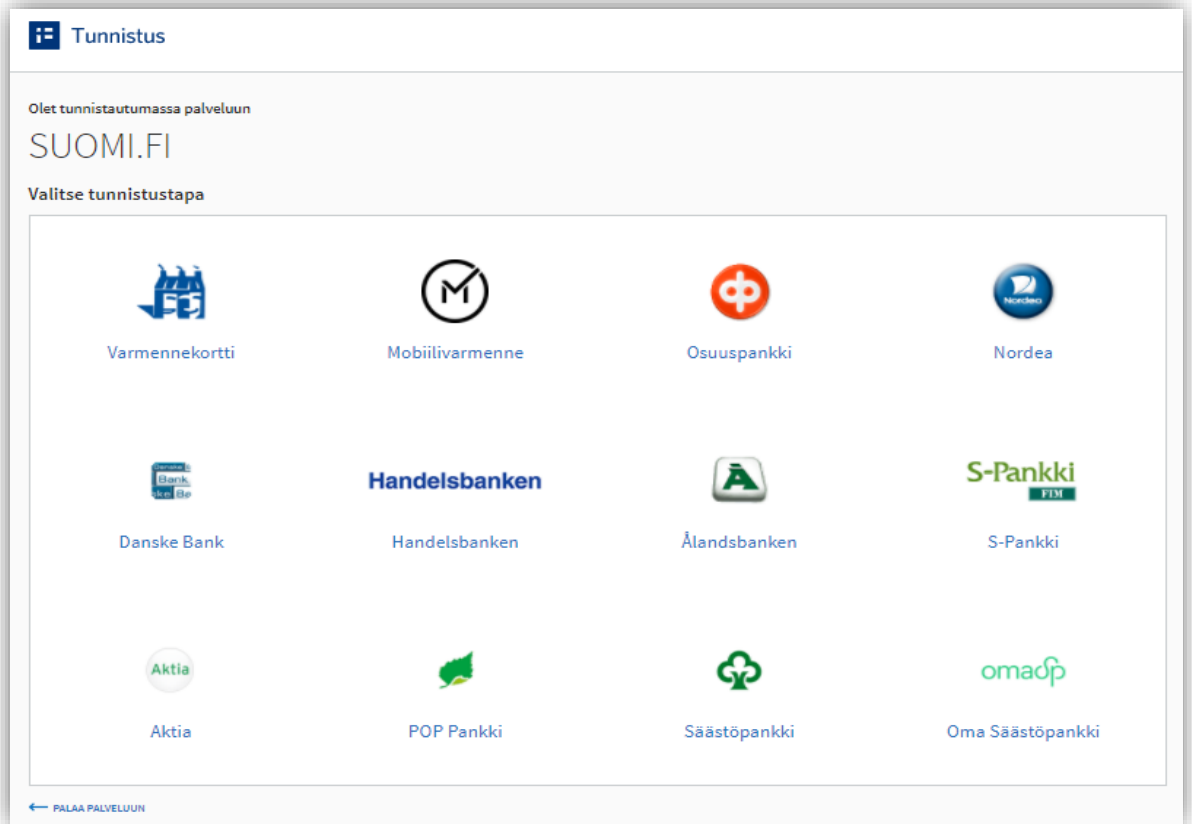 Tunnistus
Olet tunnistautumassa palveluun
SUOMI.FI
Valitse tunnistustapa
Varmennekortti
Mobiilivarmenne
Osuuspankki
Nordea
Nordea
Danske Bank
Handelsbanken
Handelsbanken
Ålandsbanken
S-Pankki
FIM
S-Pankki
Aktia
Aktia
POP Pankki
Säästöpankki
omasp
Oma Säästöpankki
← PALAA PALVELUUN